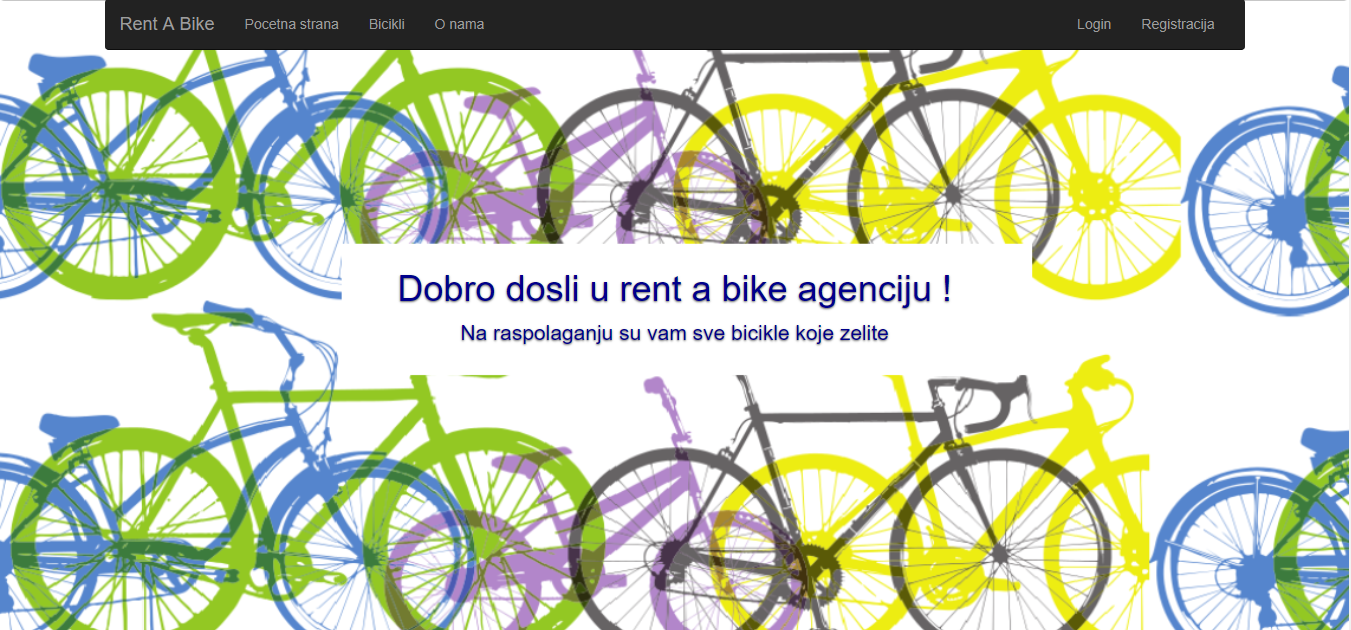 Rent A Bike Pocetna strana Bicikli O nama Login Registracija
Dobro dosli u rent a bike agenciju !
Na raspolaganju su vam sve bicikle koje zelite